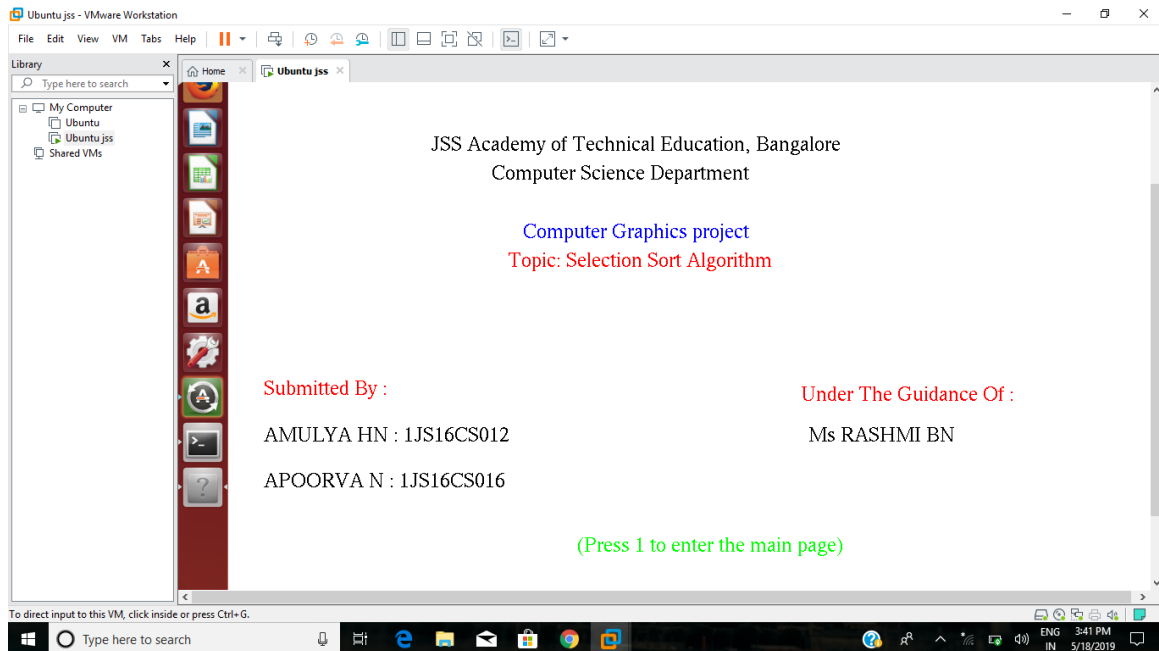 Ubuntu jss - VMware Workstation
File Edit View VM Tabs Help
Library
Type here to search
My Computer
Ubuntu
Ubuntu jss
Shared VMs
Home
Ubuntu jss
JSS Academy of Technical Education, Bangalore
Computer Science Department
Computer Graphics project
Topic: Selection Sort Algorithm
Submitted By :
Under The Guidance Of :
AMULYA HN : 1JS16CS012
Ms RASHMI BN
APOORVA N : 1JS16CS016
(Press 1 to enter the main page)
To direct input to this VM, click inside or press Ctrl+G.
Type here to search
ENG
IN
3:41 PM
5/18/2019